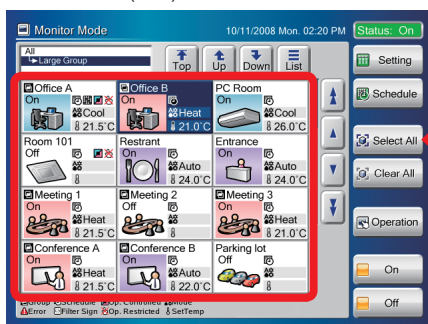 Monitor Mode
10/11/2008 Mon. 02:20 PM
Status: On
All
Large Group
Top
Up
Down
List
Setting
Schedule
Select All
Clear All
Operation
On
Off
Office A
On
Cool
21.5°C
Office B
On
Heat
21.0°C
PC Room
On
Cool
26.0°C
Room 101
Off
Restrant
On
Auto
24.0°C
Entrance
On
Auto
24.0°C
Meeting 1
On
Heat
21.5°C
Meeting 2
Off
Meeting 3
On
Heat
21.0°C
Conference A
On
Heat
21.5°C
Conference B
On
Auto
22.0°C
Parking lot
Off
Group Schedule Op. Controlled Mode
Error Filter Sign Op. Restricted SetTemp